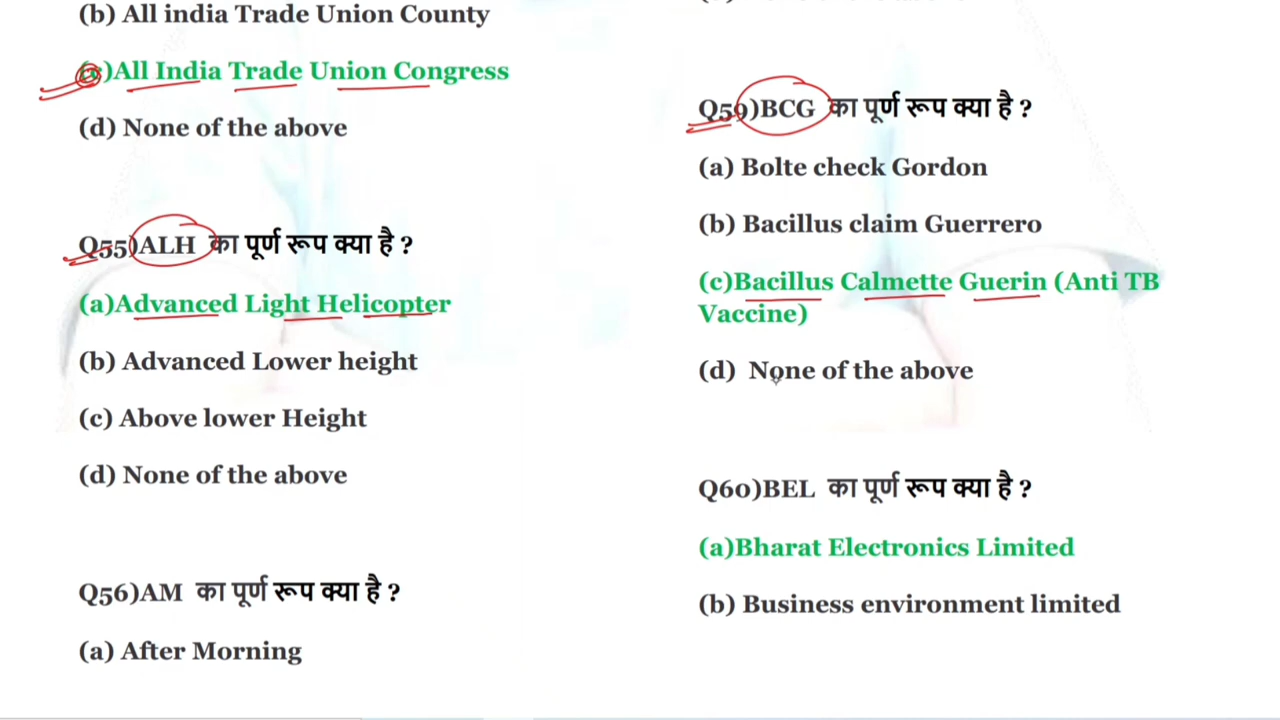 (b) All india Trade Union County
(c)All India Trade Union Congress
(d) None of the above
Q55)ALH का पूर्ण रूप क्या है ?
(a)Advanced Light Helicopter
(b) Advanced Lower height
(c) Above lower Height
(d) None of the above
Q56)AM का पूर्ण रूप क्या है ?
(a) After Morning
Q59)BCG का पूर्ण रूप क्या है ?
(a) Bolte check Gordon
(b) Bacillus claim Guerrero
(c)Bacillus Calmette Guerin (Anti TB
Vaccine)
(d) None of the above
Q60)BEL का पूर्ण रूप क्या है ?
(a)Bharat Electronics Limited
(b) Business environment limited